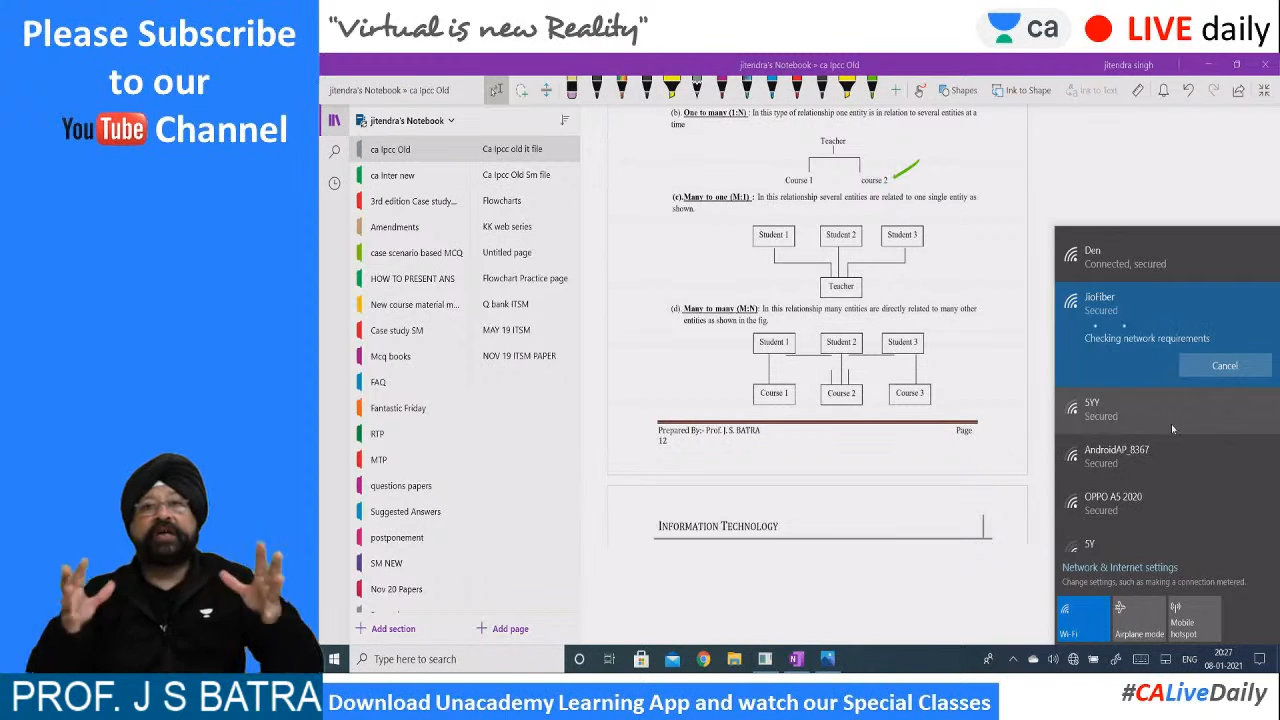 Please Subscribe
to our
YouTube Channel
"Virtual is new Reality"
ca LIVE daily
jitendra's Notebook » ca Ipcc Old
jitendra singh
jitendra's Notebook » ca Ipcc Old
Shapes
Ink to Shape
jitendra's Notebook
ca Ipcc Old
ca Inter new
3rd edition Case study...
Amendments
case scenario based MCQ
HOW TO PRESENT ANS
New course material m...
Case study SM
Mcq books
FAQ
Fantastic Friday
RTP
MTP
questions papers
Suggested Answers
postponement
SM NEW
Nov 20 Papers
Add section
Ca Ipcc old it file
Ca Ipcc Old Sm file
Flowcharts
KK web series
Untitled page
Flowchart Practice page
Q bank ITSM
MAY 19 ITSM
NOV 19 ITSM PAPER
Add page
(b). One to many (1:N) : In this type of relationship one entity is in relation to several entities at a
time
Teacher
Course 1 course 2
(c).Many to one (M:1) : In this relationship several entities are related to one single entity as
shown.
Student 1 Student 2 Student 3
Teacher
(d) Many to many (M:N): In this relationship many entities are directly related to many other
entities as shown in the fig.
Student 1 Student 2 Student 3
Course 1 Course 2 Course 3
Prepared By:- Prof. J. S. BATRA Page
12
INFORMATION TECHNOLOGY
Den
Connected, secured
JioFiber
Secured
Checking network requirements
Cancel
5YY
Secured
AndroidAP_8367
Secured
OPPO A5 2020
Secured
5Y
Network & Internet settings
Change settings, such as making a connection metered.
Wi-Fi
Airplane mode
Mobile
hotspot
Type here to search
ENG
20:27
08-01-2021
PROF. J S BATRA
Download Unacademy Learning App and watch our Special Classes
#CALiveDaily